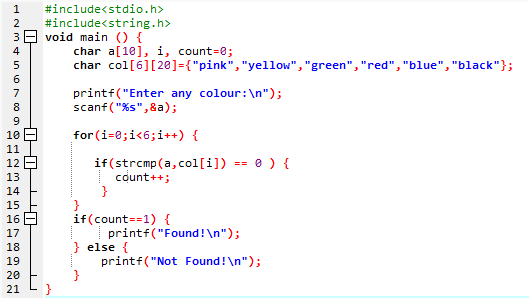 1 #include<stdio.h>
2 #include<string.h>
3 void main () {
4 char a[10], i, count=0;
5 char col[6][20]={"pink","yellow","green","red","blue","black"};
6
7 printf("Enter any colour:\n");
8 scanf("%s",&a);
9
10 for(i=0;i<6;i++) {
11
12 if(strcmp(a,col[i]) == 0 ) {
13 count++;
14 }
15 }
16 if(count==1) {
17 printf("Found!\n");
18 } else {
19 printf("Not Found!\n");
20 }
21 }